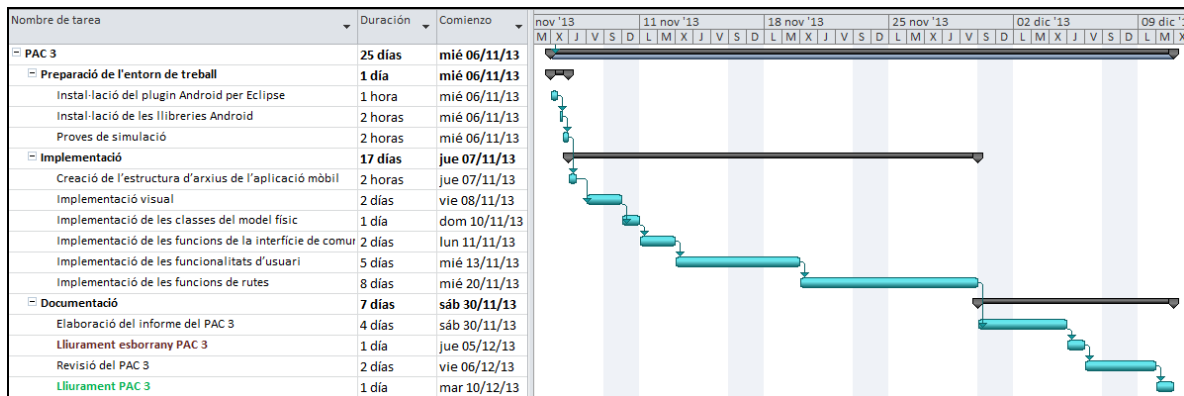 Nombre de tarea Duración Comienzo nov '13 11 nov '13 18 nov '13 25 nov '13 02 dic '13 09 dic '1
M X J V S D L M X J V S D L M X J V S D L M X J V S D L M X J V S D L M X
PAC 3 25 días mié 06/11/13
Preparació de l'entorn de treball 1 día mié 06/11/13
Instal·lació del plugin Android per Eclipse 1 hora mié 06/11/13
Instal·lació de les llibreries Android 2 horas mié 06/11/13
Proves de simulació 2 horas mié 06/11/13
Implementació 17 días jue 07/11/13
Creació de l'estructura d'arxius de l'aplicació mòbil 2 horas jue 07/11/13
Implementació visual 2 días vie 08/11/13
Implementació de les classes del model físic 1 día dom 10/11/13
Implementació de les funcions de la interfície de comur 2 días lun 11/11/13
Implementació de les funcionalitats d'usuari 5 días mié 13/11/13
Implementació de les funcions de rutes 8 días mié 20/11/13
Documentació 7 días sáb 30/11/13
Elaboració del informe del PAC 3 4 días sáb 30/11/13
Lliurament esborrany PAC 3 1 día jue 05/12/13
Revisió del PAC 3 2 días vie 06/12/13
Lliurament PAC 3 1 día mar 10/12/13